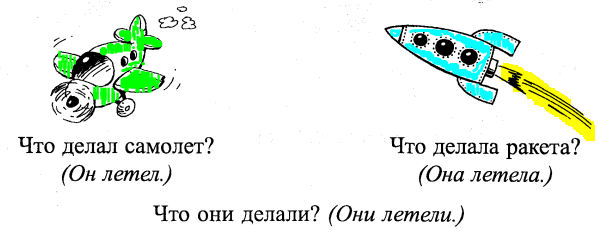 Что делал самолет?
(Он летел.)
Что делала ракета?
(Она летела.)
Что они делали? (Они летели.)